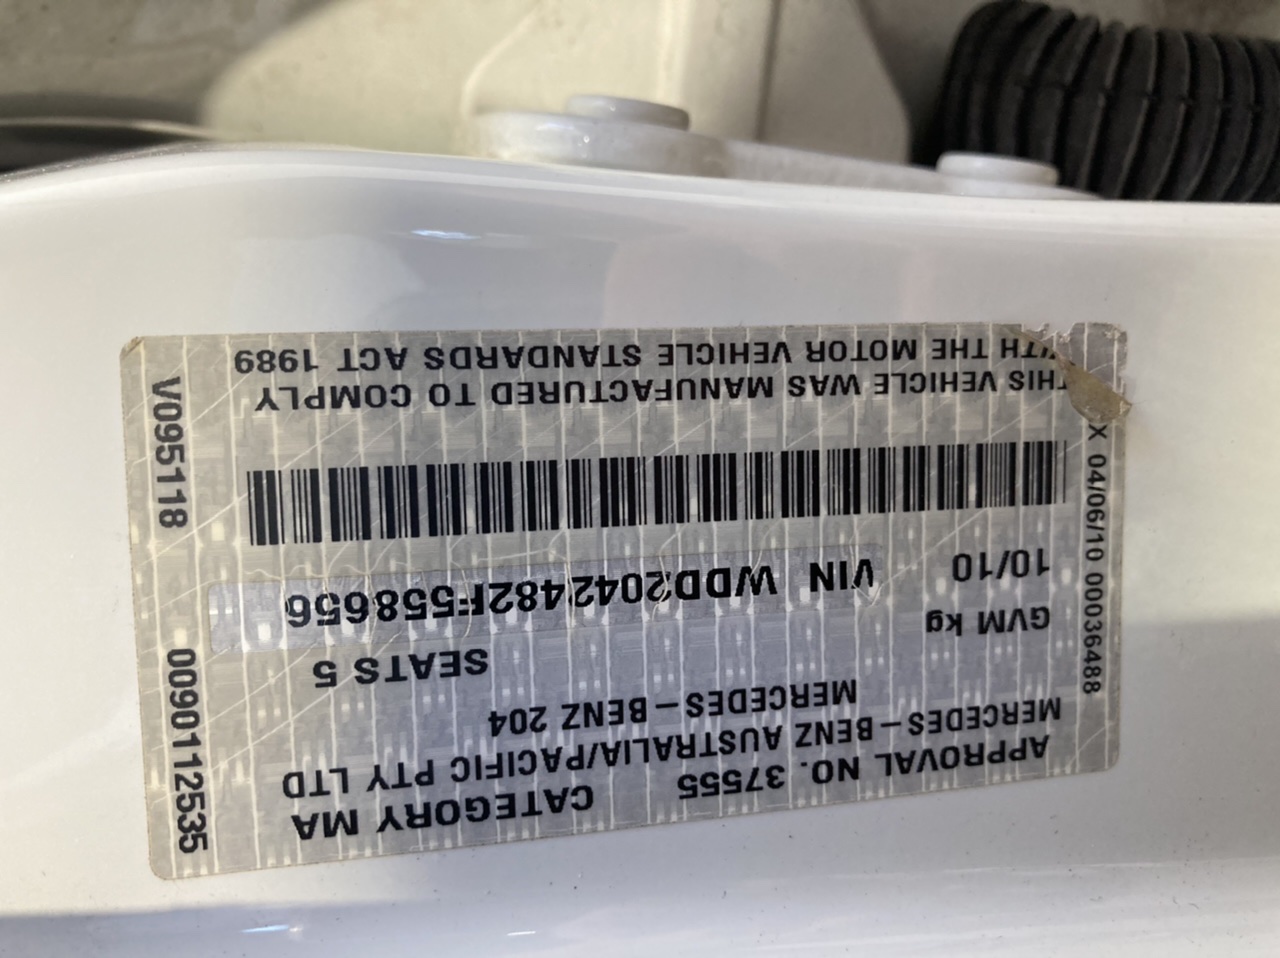 APPROVAL NO. 37555 CATEGORY MA
MERCEDES-BENZ AUSTRALIA/PACIFIC PTY LTD
MERCEDES-BENZ 204
GVM kg SEATS 5
10/10 VIN WDD2042482F558656
THIS VEHICLE WAS MANUFACTURED TO COMPLY
WITH THE MOTOR VEHICLE STANDARDS ACT 1989
X 04/06/10 00036488
V095118 0090112535